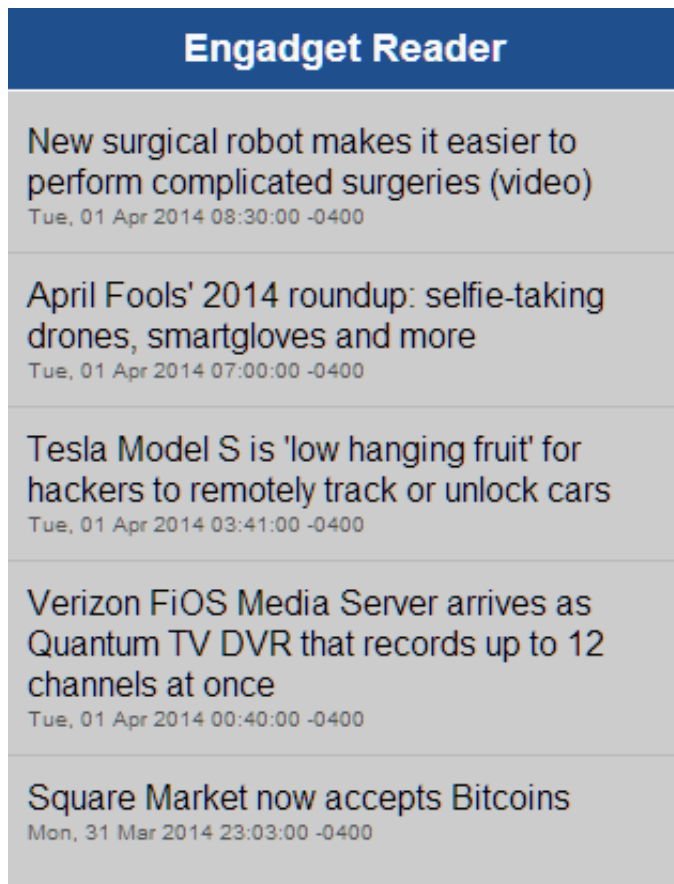 Engadget Reader
New surgical robot makes it easier to
perform complicated surgeries (video)
Tue, 01 Apr 2014 08:30:00 -0400
April Fools' 2014 roundup: selfie-taking
drones, smartgloves and more
Tue, 01 Apr 2014 07:00:00 -0400
Tesla Model S is 'low hanging fruit' for
hackers to remotely track or unlock cars
Tue, 01 Apr 2014 03:41:00 -0400
Verizon FiOS Media Server arrives as
Quantum TV DVR that records up to 12
channels at once
Tue, 01 Apr 2014 00:40:00 -0400
Square Market now accepts Bitcoins
Mon, 31 Mar 2014 23:03:00 -0400